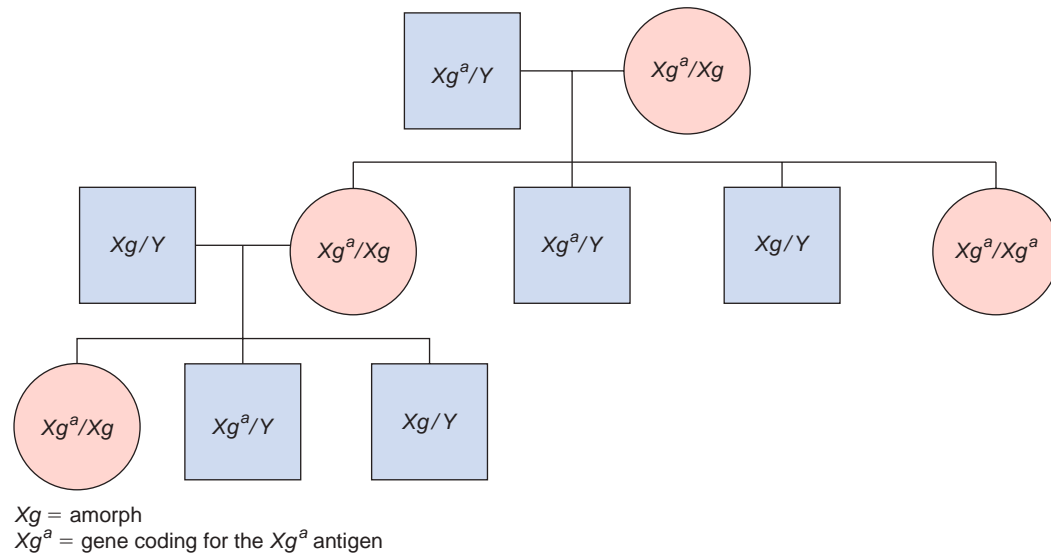 Xgᵃ/Y
Xgᵃ/Xg
Xg/Y
Xgᵃ/Xg
Xgᵃ/Y
Xg/Y
Xgᵃ/Xgᵃ
Xgᵃ/Xg
Xgᵃ/Y
Xg/Y
Xg = amorph
Xgᵃ = gene coding for the Xgᵃ antigen